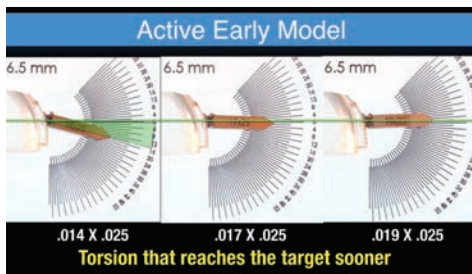 Active Early Model
6.5 mm
6.5 mm
6.5 mm
.014 X .025
.017 X .025
.019 X .025
Torsion that reaches the target sooner